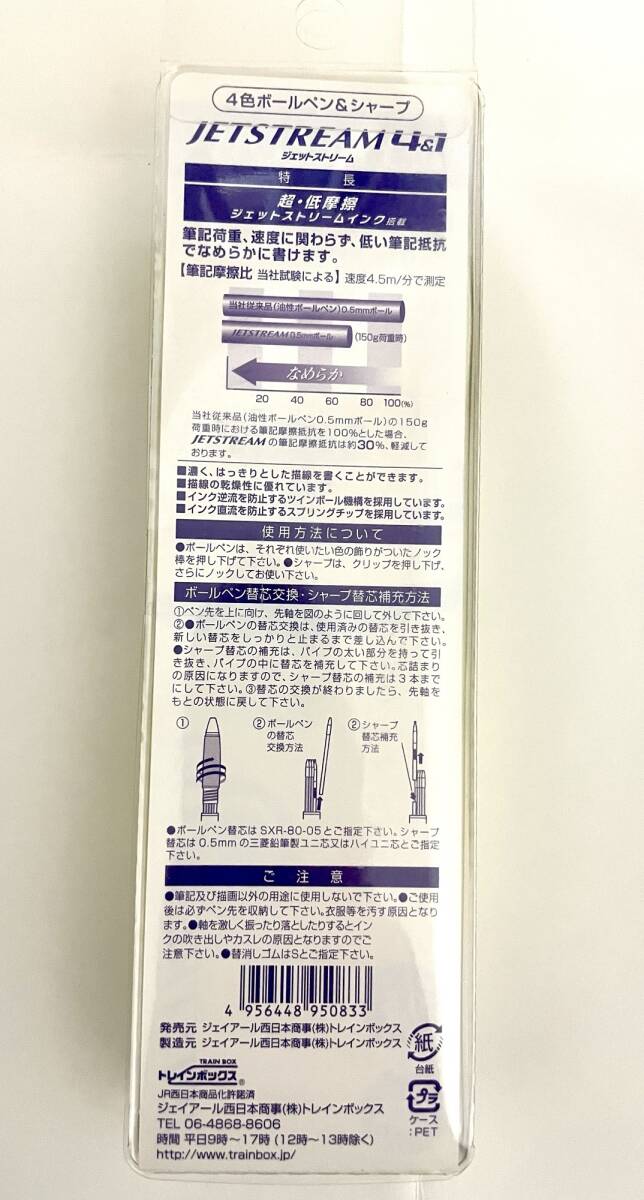 4色ボールペン&シャープ
JETSTREAM 4&1
ジェットストリーム
特 長
超・低摩擦
ジェットストリームインク搭載
筆記荷重、速度に関わらず、低い筆記抵抗
でなめらかに書けます。
【筆記摩擦比 当社試験による】速度4.5m/分で測定
当社従来品(油性ボールペン)0.5mmボール
JETSTREAM 0.5mmボール (150g荷重時)
なめらか
20 40 60 80 100(%)
当社従来品(油性ボールペン0.5mmボール)の150g
荷重時における筆記摩擦抵抗を100%とした場合、
JETSTREAMの筆記摩擦抵抗は約30%、軽減して
おります。
■濃く、はっきりとした描線を書くことができます。
■描線の乾燥性に優れています。
■インク逆流を防止するツインボール機構を採用しています。
■インク直流を防止するスプリングチップを採用しています。
使用方法について
●ボールペンは、それぞれ使いたい色の飾りがついたノック
棒を押し下げて下さい。●シャープは、クリップを押し下げ、
さらにノックしてお使い下さい。
ボールペン替芯交換・シャープ替芯補充方法
①ペン先を上に向け、先軸を図のように回して外して下さい。
②●ボールペンの替芯交換は、使用済みの替芯を引き抜き、
新しい替芯をしっかりと止まるまで差し込んで下さい。
●シャープ替芯の補充は、パイプの太い部分を持って引
き抜き、パイプの中に替芯を補充して下さい。芯詰まり
の原因になりますので、シャープ替芯の補充は3本まで
にして下さい。③替芯の交換が終わりましたら、先軸を
もとの状態に戻して下さい。
① ②ボールペン ②シャープ
の替芯 替芯補充
交換方法 方法
●ボールペン替芯は SXR-80-05とご指定下さい。シャープ
替芯は0.5mmの三菱鉛筆製ユニ芯又はハイユニ芯とご指定
下さい。
ご 注 意
●筆記及び描画以外の用途に使用しないで下さい。●ご使用
後は必ずペン先を収納して下さい。衣服等を汚す原因となり
ます。●軸を激しく振ったり落としたりするとイン
クの吹き出しやカスレの原因となりますのでご
注意下さい。●替消しゴムはSとご指定下さい。
4 956448 950833
発売元 ジェイアール西日本商事(株)トレインボックス
製造元 ジェイアール西日本商事(株)トレインボックス
紙
台紙
TRAIN BOX
トレインボックス®
JR西日本商品化許諾済
ジェイアール西日本商事(株)トレインボックス
TEL 06-4868-8606
時間 平日9時～17時(12時～13時除く)
http://www.trainbox.jp/
プラ
ケース
:PET